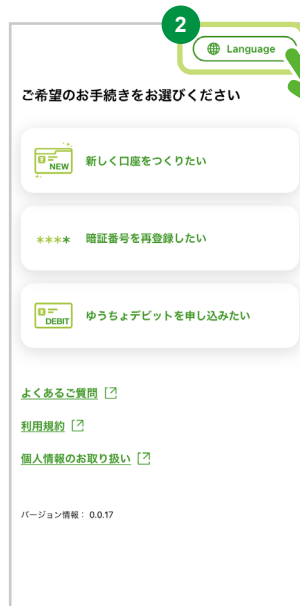 2
Language
ご希望のお手続きをお選びください
NEW
新しく口座をつくりたい
****
暗証番号を再登録したい
DEBIT
ゆうちょデビットを申し込みたい
よくあるご質問
利用規約
個人情報のお取り扱い
バージョン情報： 0.0.17